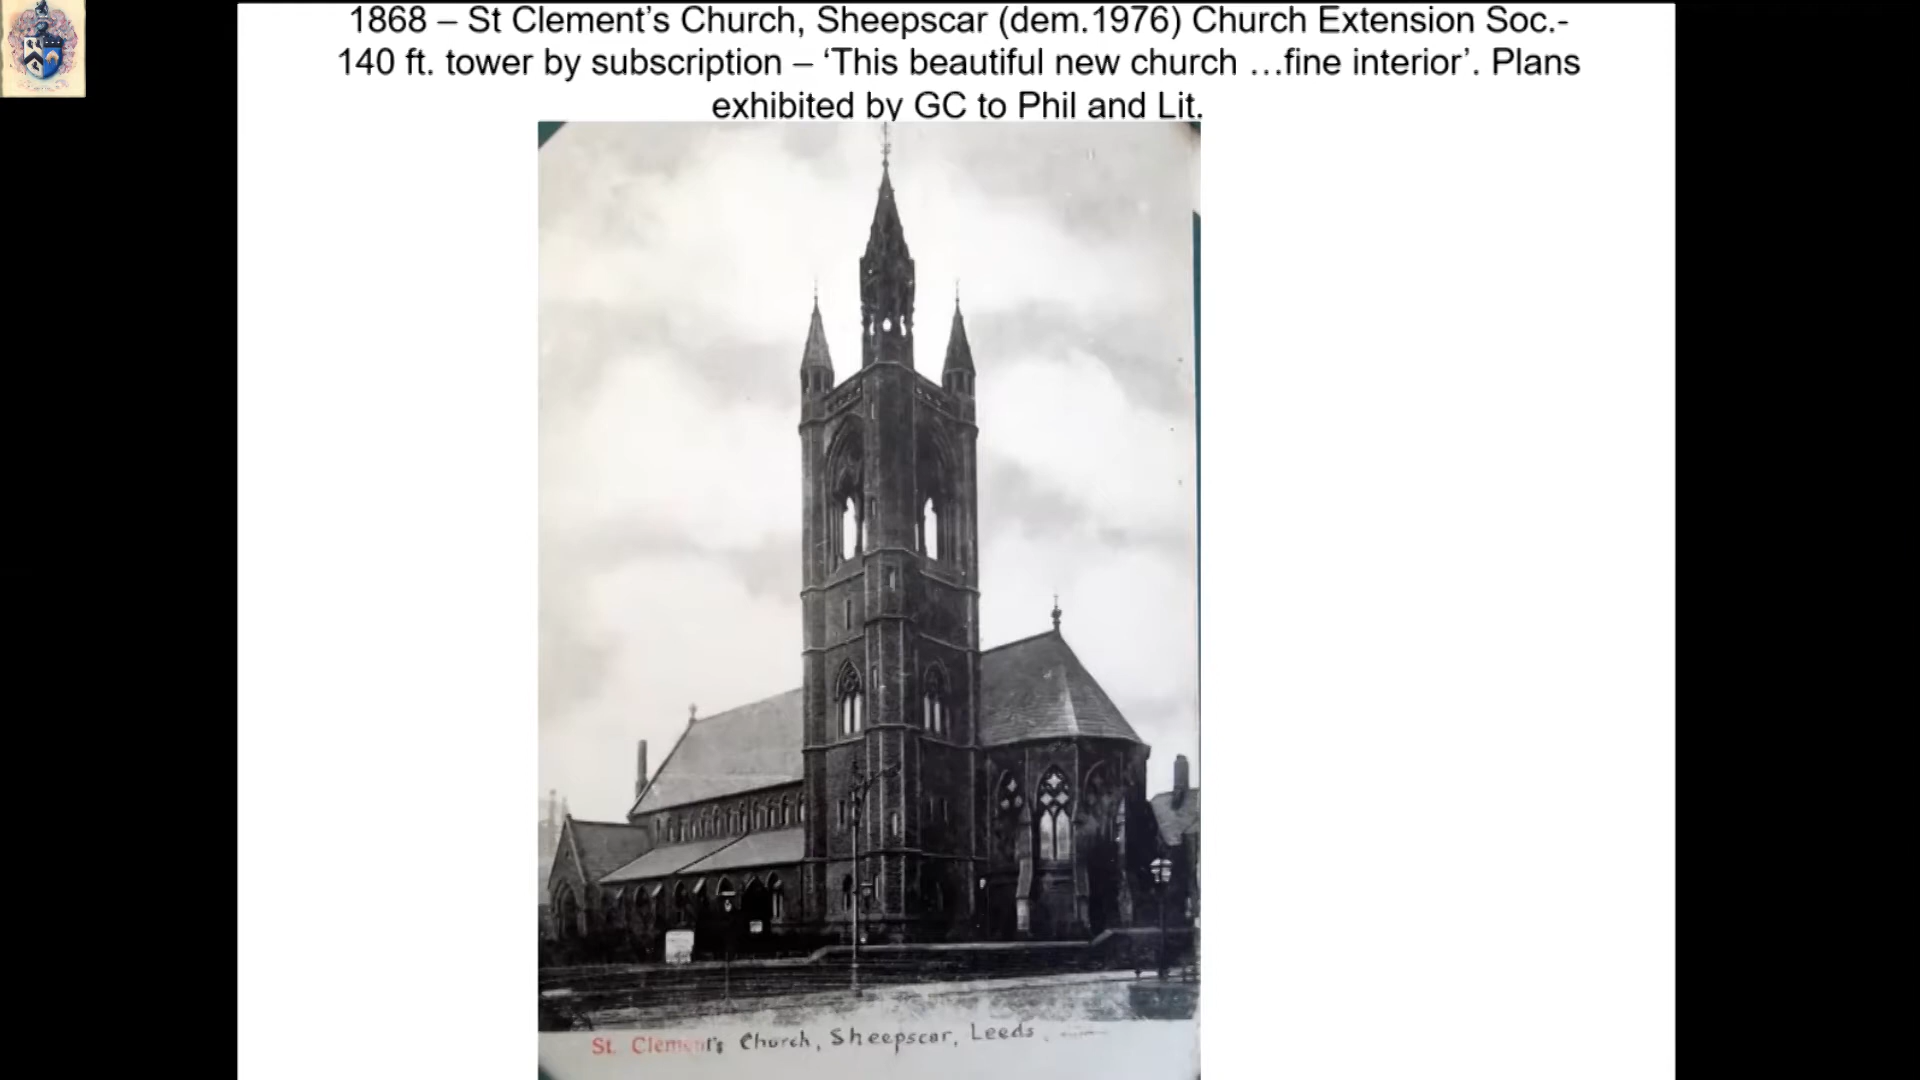 1868 – St Clement’s Church, Sheepscar (dem.1976) Church Extension Soc.-
140 ft. tower by subscription – ‘This beautiful new church …fine interior’. Plans
exhibited by GC to Phil and Lit.
St. Clement's Church, Sheepscar, Leeds